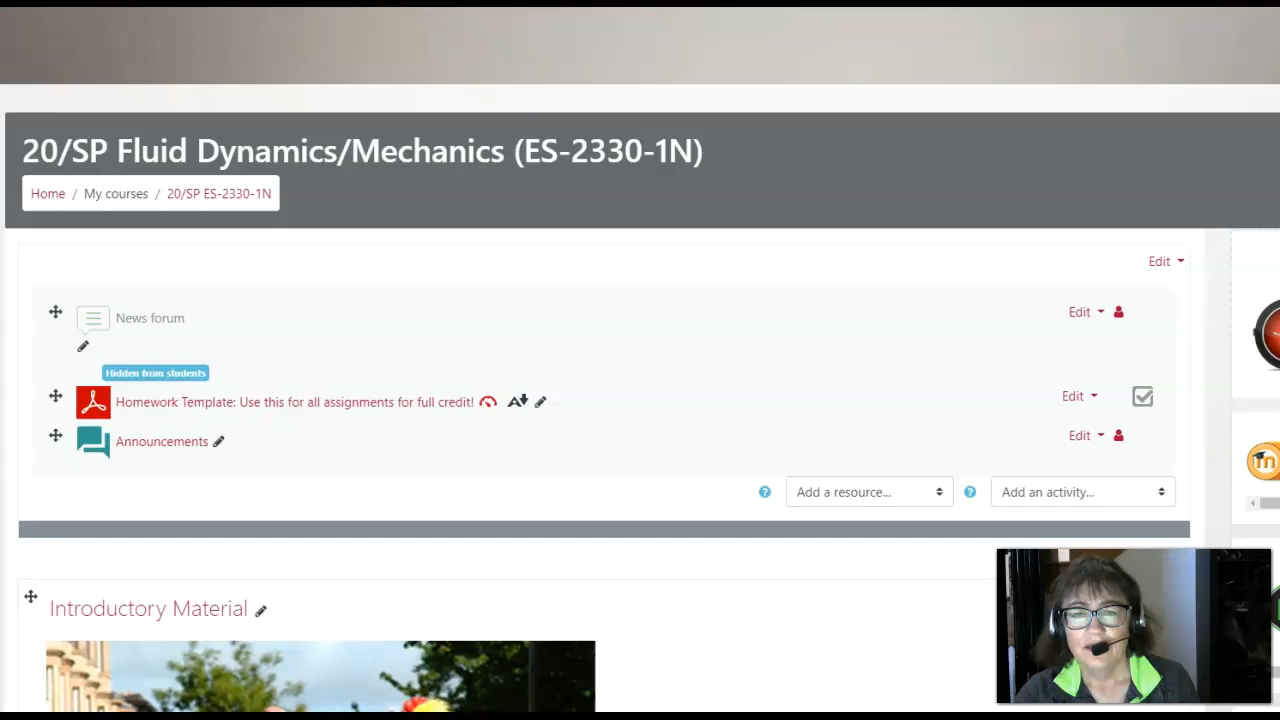 20/SP Fluid Dynamics/Mechanics (ES-2330-1N)
Home / My courses / 20/SP ES-2330-1N
Edit
News forum
Edit
Hidden from students
Homework Template: Use this for all assignments for full credit!
Edit
Announcements
Edit
Add a resource...
Add an activity...
Introductory Material